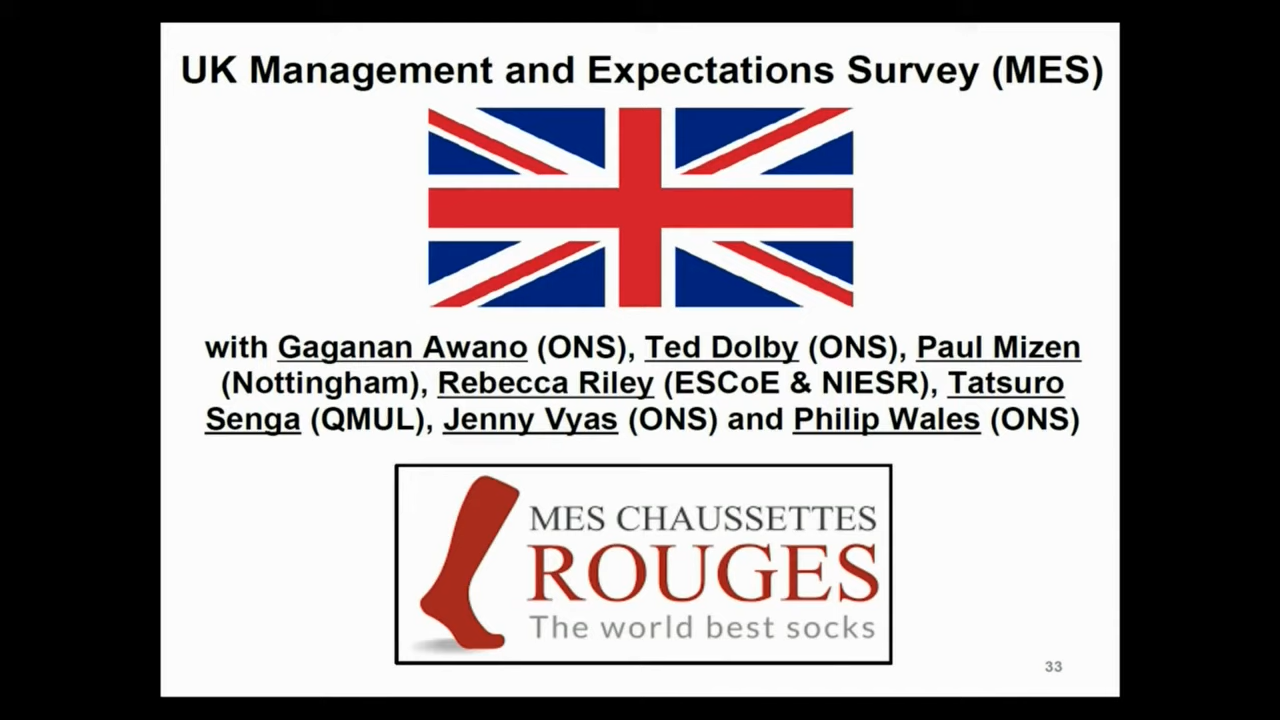 UK Management and Expectations Survey (MES)
with Gaganan Awano (ONS), Ted Dolby (ONS), Paul Mizen
(Nottingham), Rebecca Riley (ESCoE & NIESR), Tatsuro
Senga (QMUL), Jenny Vyas (ONS) and Philip Wales (ONS)
MES CHAUSSETTES
ROUGES
The world best socks
33